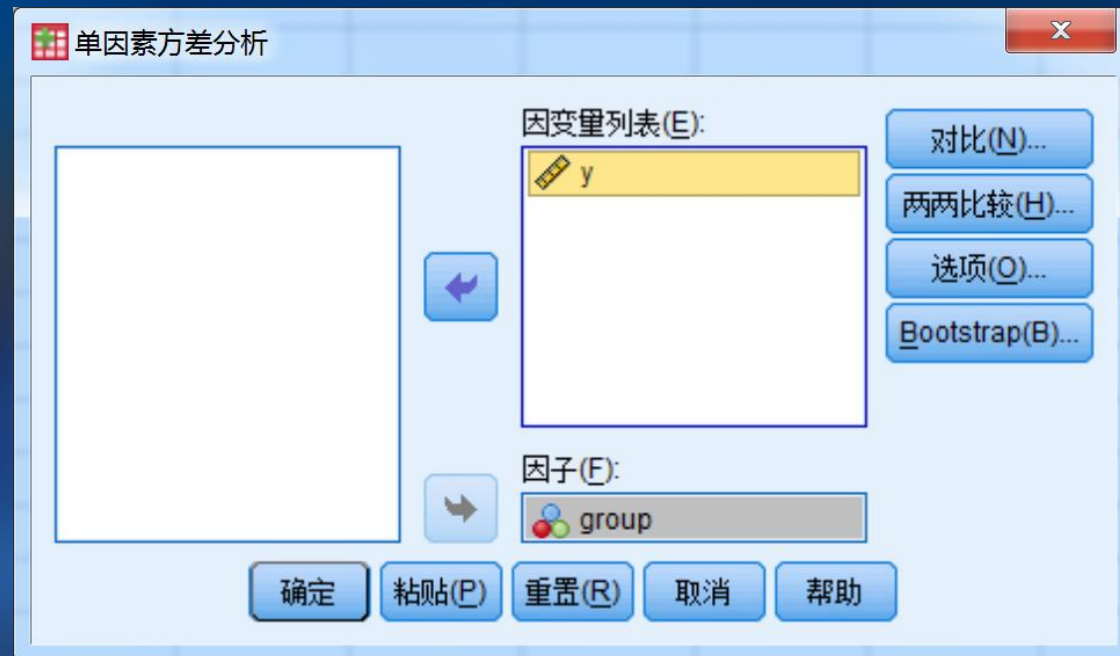 单因素方差分析
因变量列表(E):
y
对比(N)...
两两比较(H)...
选项(O)...
Bootstrap(B)...
因子(F):
group
确定
粘贴(P)
重置(R)
取消
帮助